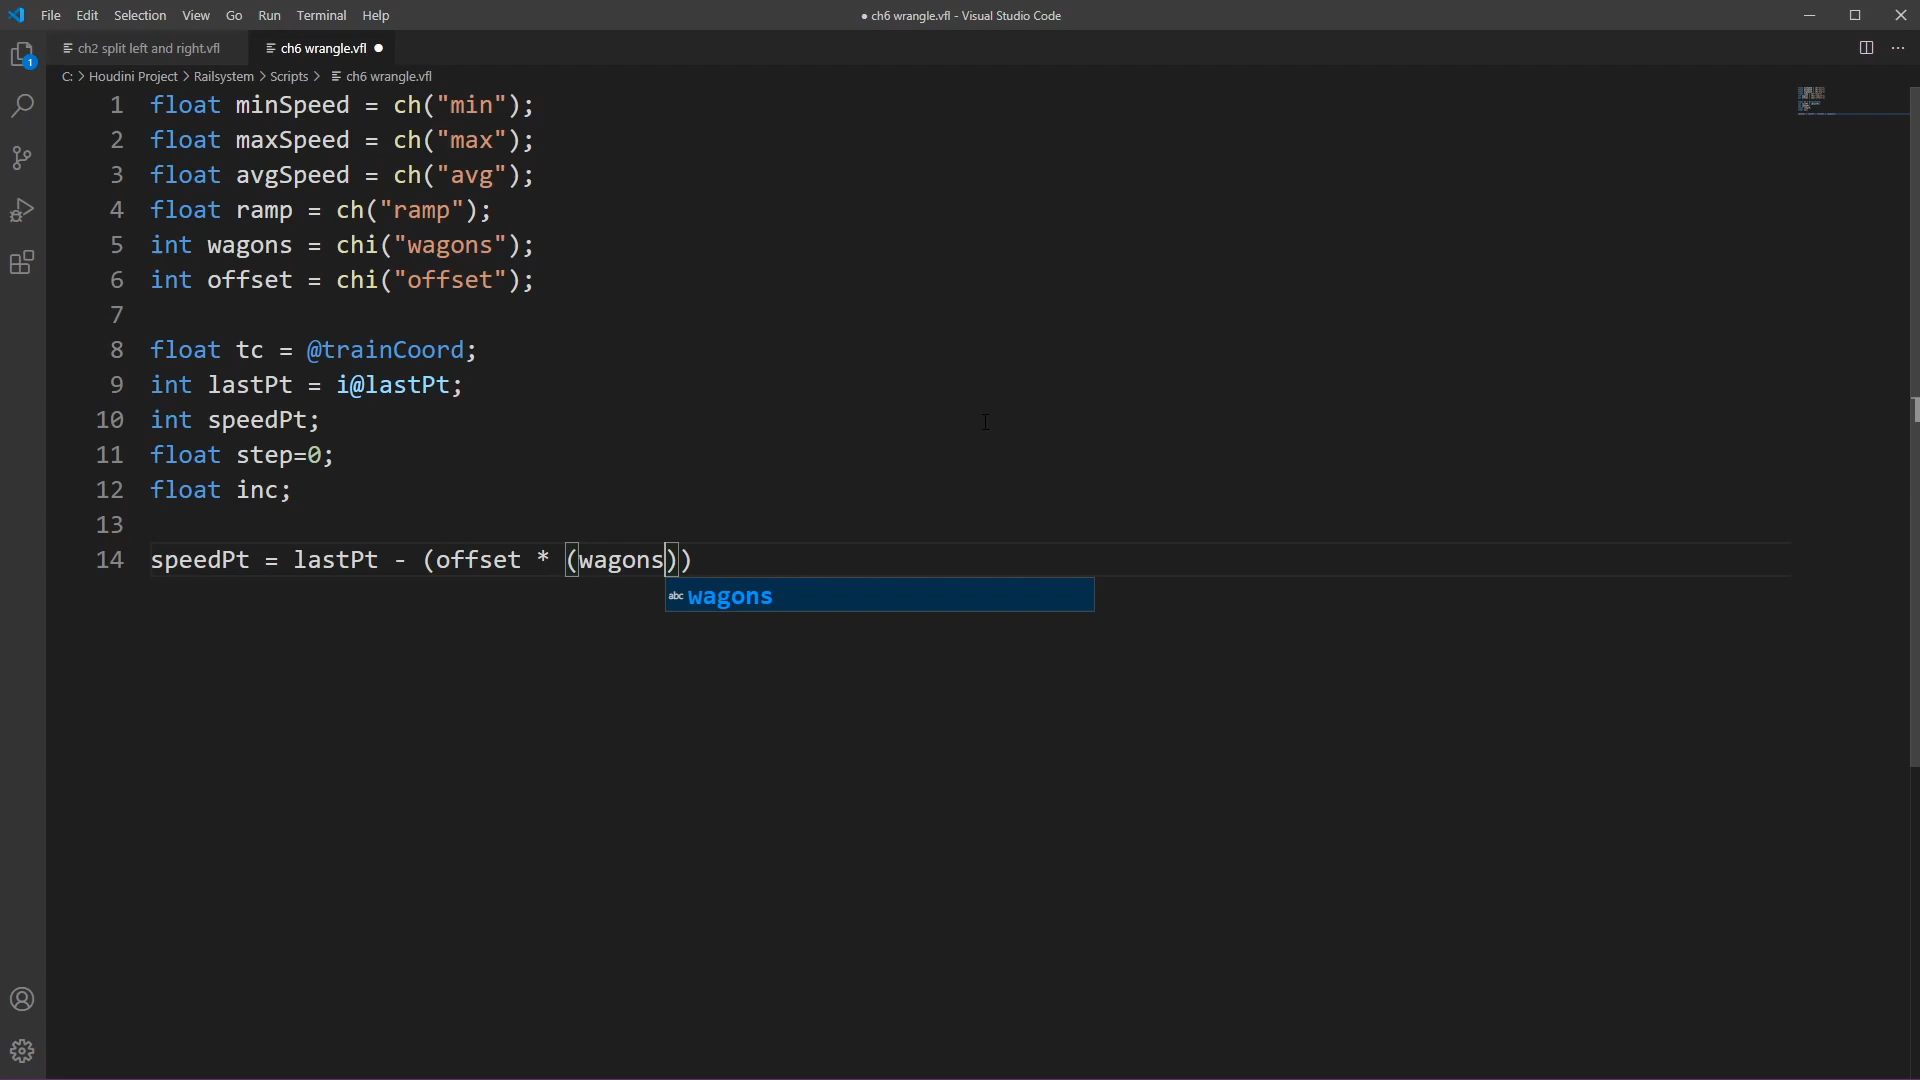 File Edit Selection View Go Run Terminal Help
● ch6 wrangle.vfl - Visual Studio Code
ch2 split left and right.vfl
ch6 wrangle.vfl ●
1
C: > Houdini Project > Railsystem > Scripts > ch6 wrangle.vfl
1 float minSpeed = ch("min");
2 float maxSpeed = ch("max");
3 float avgSpeed = ch("avg");
4 float ramp = ch("ramp");
5 int wagons = chi("wagons");
6 int offset = chi("offset");
7
8 float tc = @trainCoord;
9 int lastPt = i@lastPt;
10 int speedPt;
11 float step=0;
12 float inc;
13
14 speedPt = lastPt - (offset * (wagons))
abc wagons